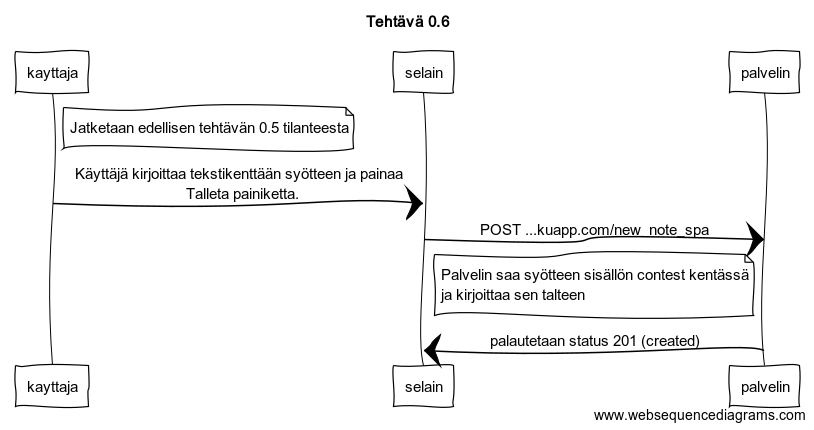 Tehtävä 0.6
kayttaja
selain
palvelin
Jatketaan edellisen tehtävän 0.5 tilanteesta
Käyttäjä kirjoittaa tekstikenttään syötteen ja painaa
Talleta painiketta.
POST ...kuapp.com/new_note_spa
Palvelin saa syötteen sisällön contest kentässä
ja kirjoittaa sen talteen
palautetaan status 201 (created)
kayttaja
selain
palvelin
www.websequencediagrams.com